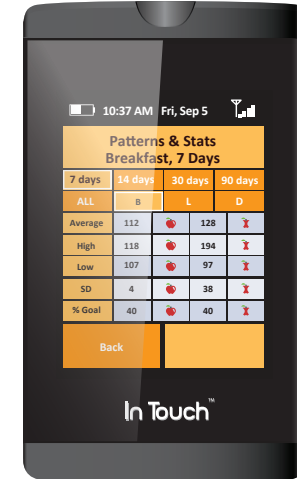 10:37 AM Fri, Sep 5
Patterns & Stats
Breakfast, 7 Days
7 days 14 days 30 days 90 days
ALL B L D
Average 112 128
High 118 194
Low 107 97
SD 4 38
% Goal 40 40
Back
In Touch™